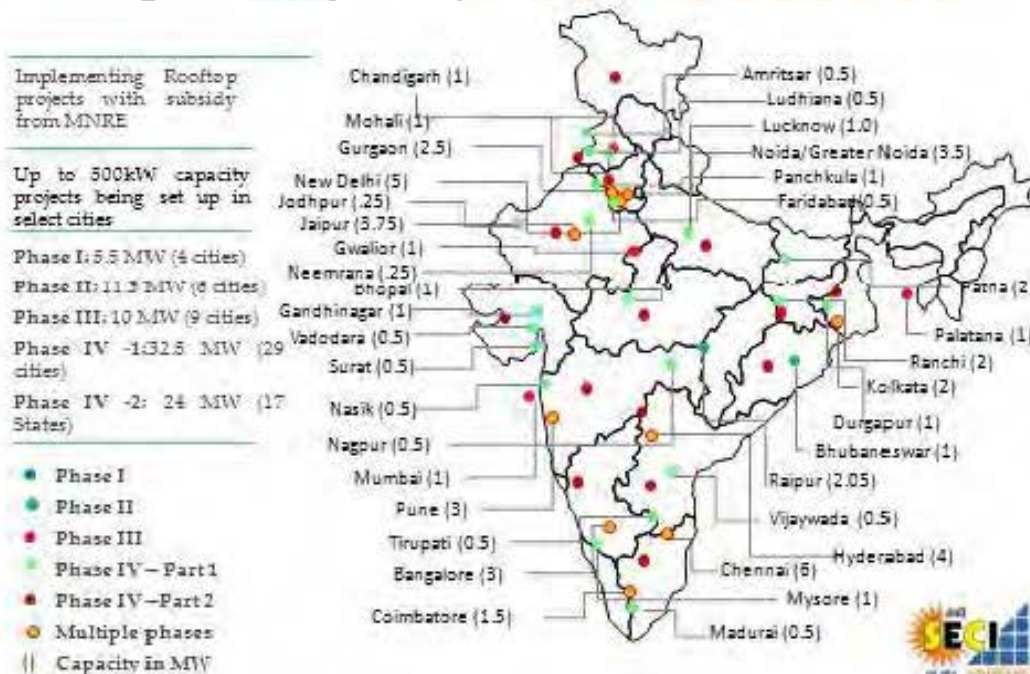 Implementing Rooftop
projects with subsidy
from MNRE
Up to 500kW capacity
projects being set up in
select cities
Phase I: 5.5 MW (4 cities)
Phase II: 11.3 MW (6 cities)
Phase III: 10 MW (9 cities)
Phase IV -1:32.5 MW (29
cities)
Phase IV -2: 24 MW (17
States)
Phase I
Phase II
Phase III
Phase IV – Part 1
Phase IV –Part 2
Multiple phases
() Capacity in MW
Chandigarh (1)
Mohali (1)
Gurgaon (2.5)
New Delhi (5)
Jodhpur (.25)
Jaipur (3.75)
Gwalior (1)
Neemrana (.25)
Bhopal (1)
Gandhinagar (1)
Vadodara (0.5)
Surat (0.5)
Nasik (0.5)
Nagpur (0.5)
Mumbai (1)
Pune (3)
Tirupati (0.5)
Bangalore (3)
Coimbatore (1.5)
Amritsar (0.5)
Ludhiana (0.5)
Lucknow (1.0)
Noida/Greater Noida (3.5)
Panchkula (1)
Faridabad (0.5)
Patna (2
Palatana (1)
Ranchi (2)
Kolkata (2)
Durgapur (1)
Bhubaneswar (1)
Raipur (2.05)
Vijaywada (0.5)
Hyderabad (4)
Chennai (6)
Mysore (1)
Madurai (0.5)
SECI